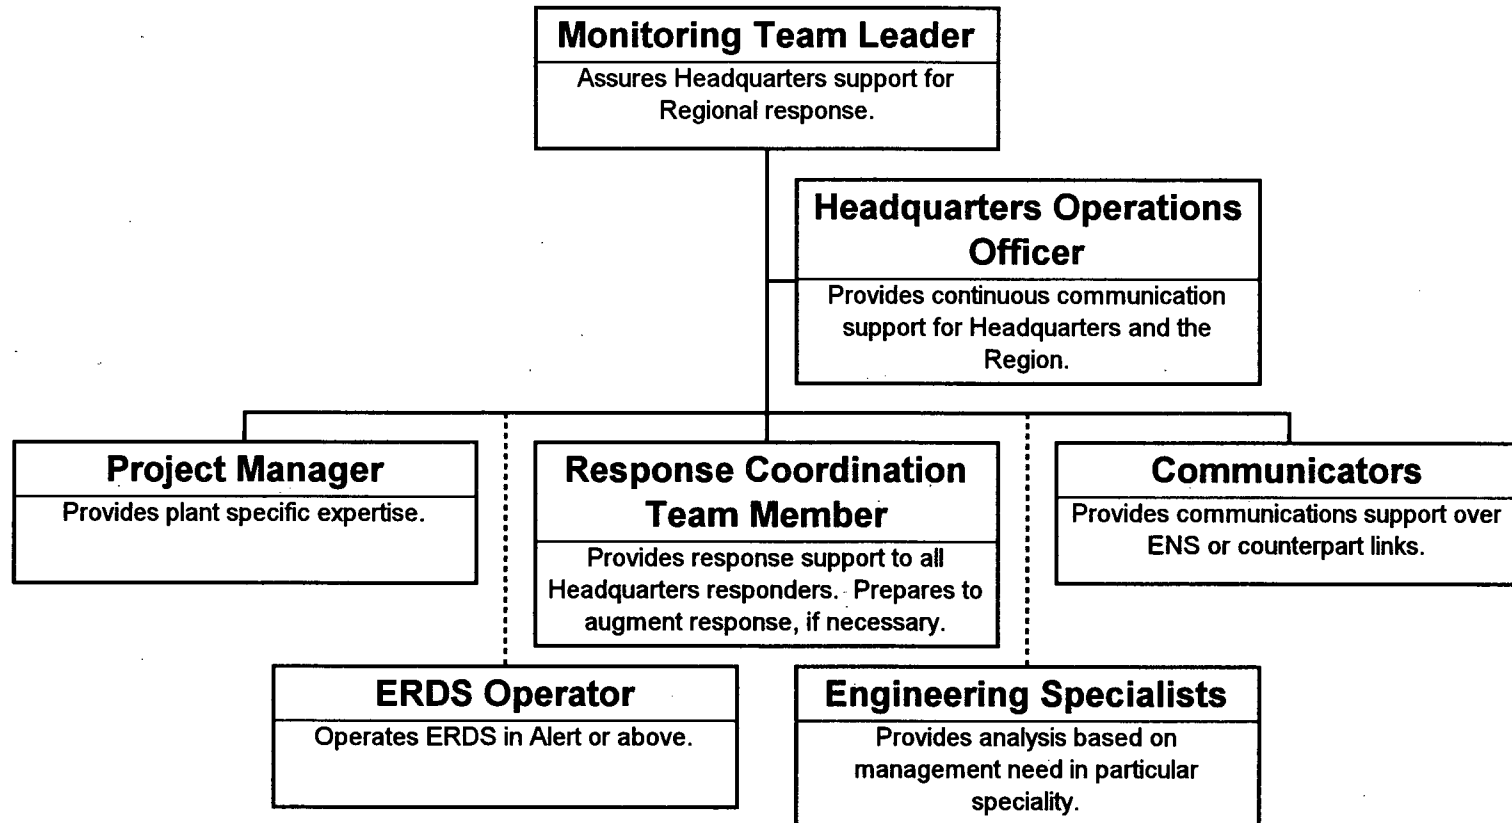 Monitoring Team Leader
Assures Headquarters support for
Regional response.
Headquarters Operations
Officer
Provides continuous communication
support for Headquarters and the
Region.
Project Manager
Provides plant specific expertise.
Response Coordination
Team Member
Provides response support to all
Headquarters responders. Prepares to
augment response, if necessary.
Communicators
Provides communications support over
ENS or counterpart links.
ERDS Operator
Operates ERDS in Alert or above.
Engineering Specialists
Provides analysis based on
management need in particular
speciality.